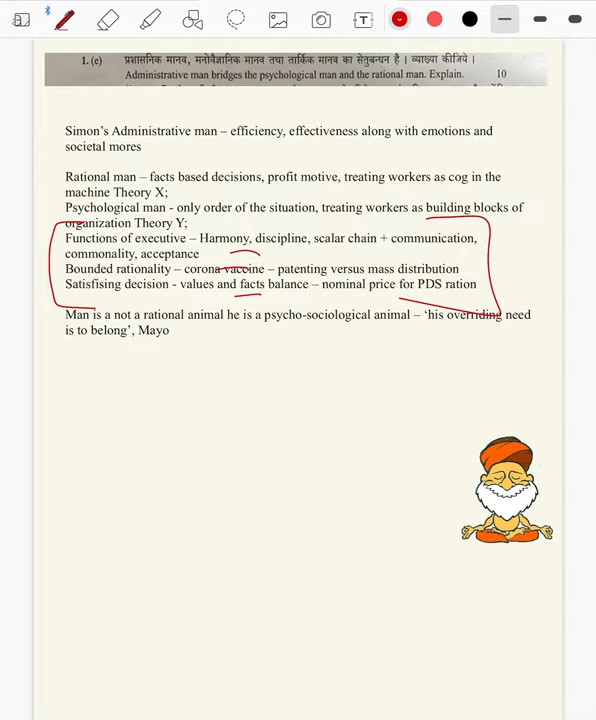 1. (c) प्रशासनिक मानव, मनोवैज्ञानिक मानव तथा तार्किक मानव का सेतुबन्धन है । व्याख्या कीजिये ।
Administrative man bridges the psychological man and the rational man. Explain. 10
Simon's Administrative man – efficiency, effectiveness along with emotions and
societal mores
Rational man – facts based decisions, profit motive, treating workers as cog in the
machine Theory X;
Psychological man - only order of the situation, treating workers as building blocks of
organization Theory Y;
Functions of executive – Harmony, discipline, scalar chain + communication,
commonality, acceptance
Bounded rationality – corona vaccine – patenting versus mass distribution
Satisfising decision - values and facts balance – nominal price for PDS ration
Man is a not a rational animal he is a psycho-sociological animal – ‘his overriding need
is to belong’, Mayo